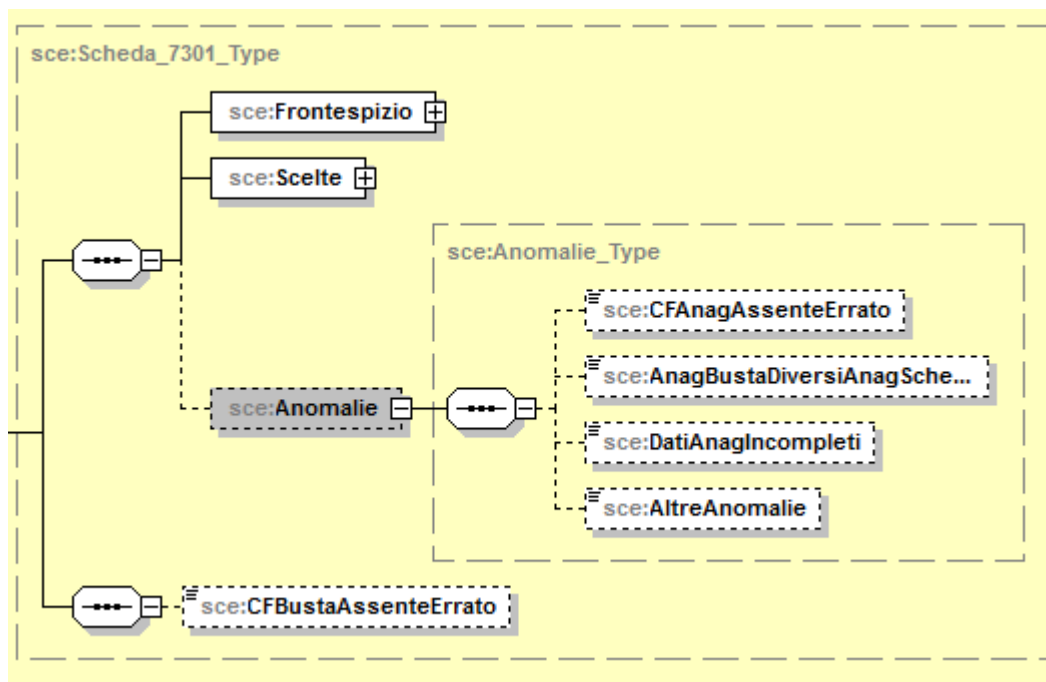 sce:Scheda_7301_Type
sce:Frontespizio
sce:Scelte
sce:Anomalie_Type
sce:CFAnagAssenteErrato
sce:AnagBustaDiversiAnagSche...
sce:Anomalie
sce:DatiAnagIncompleti
sce:AltreAnomalie
sce:CFBustaAssenteErrato